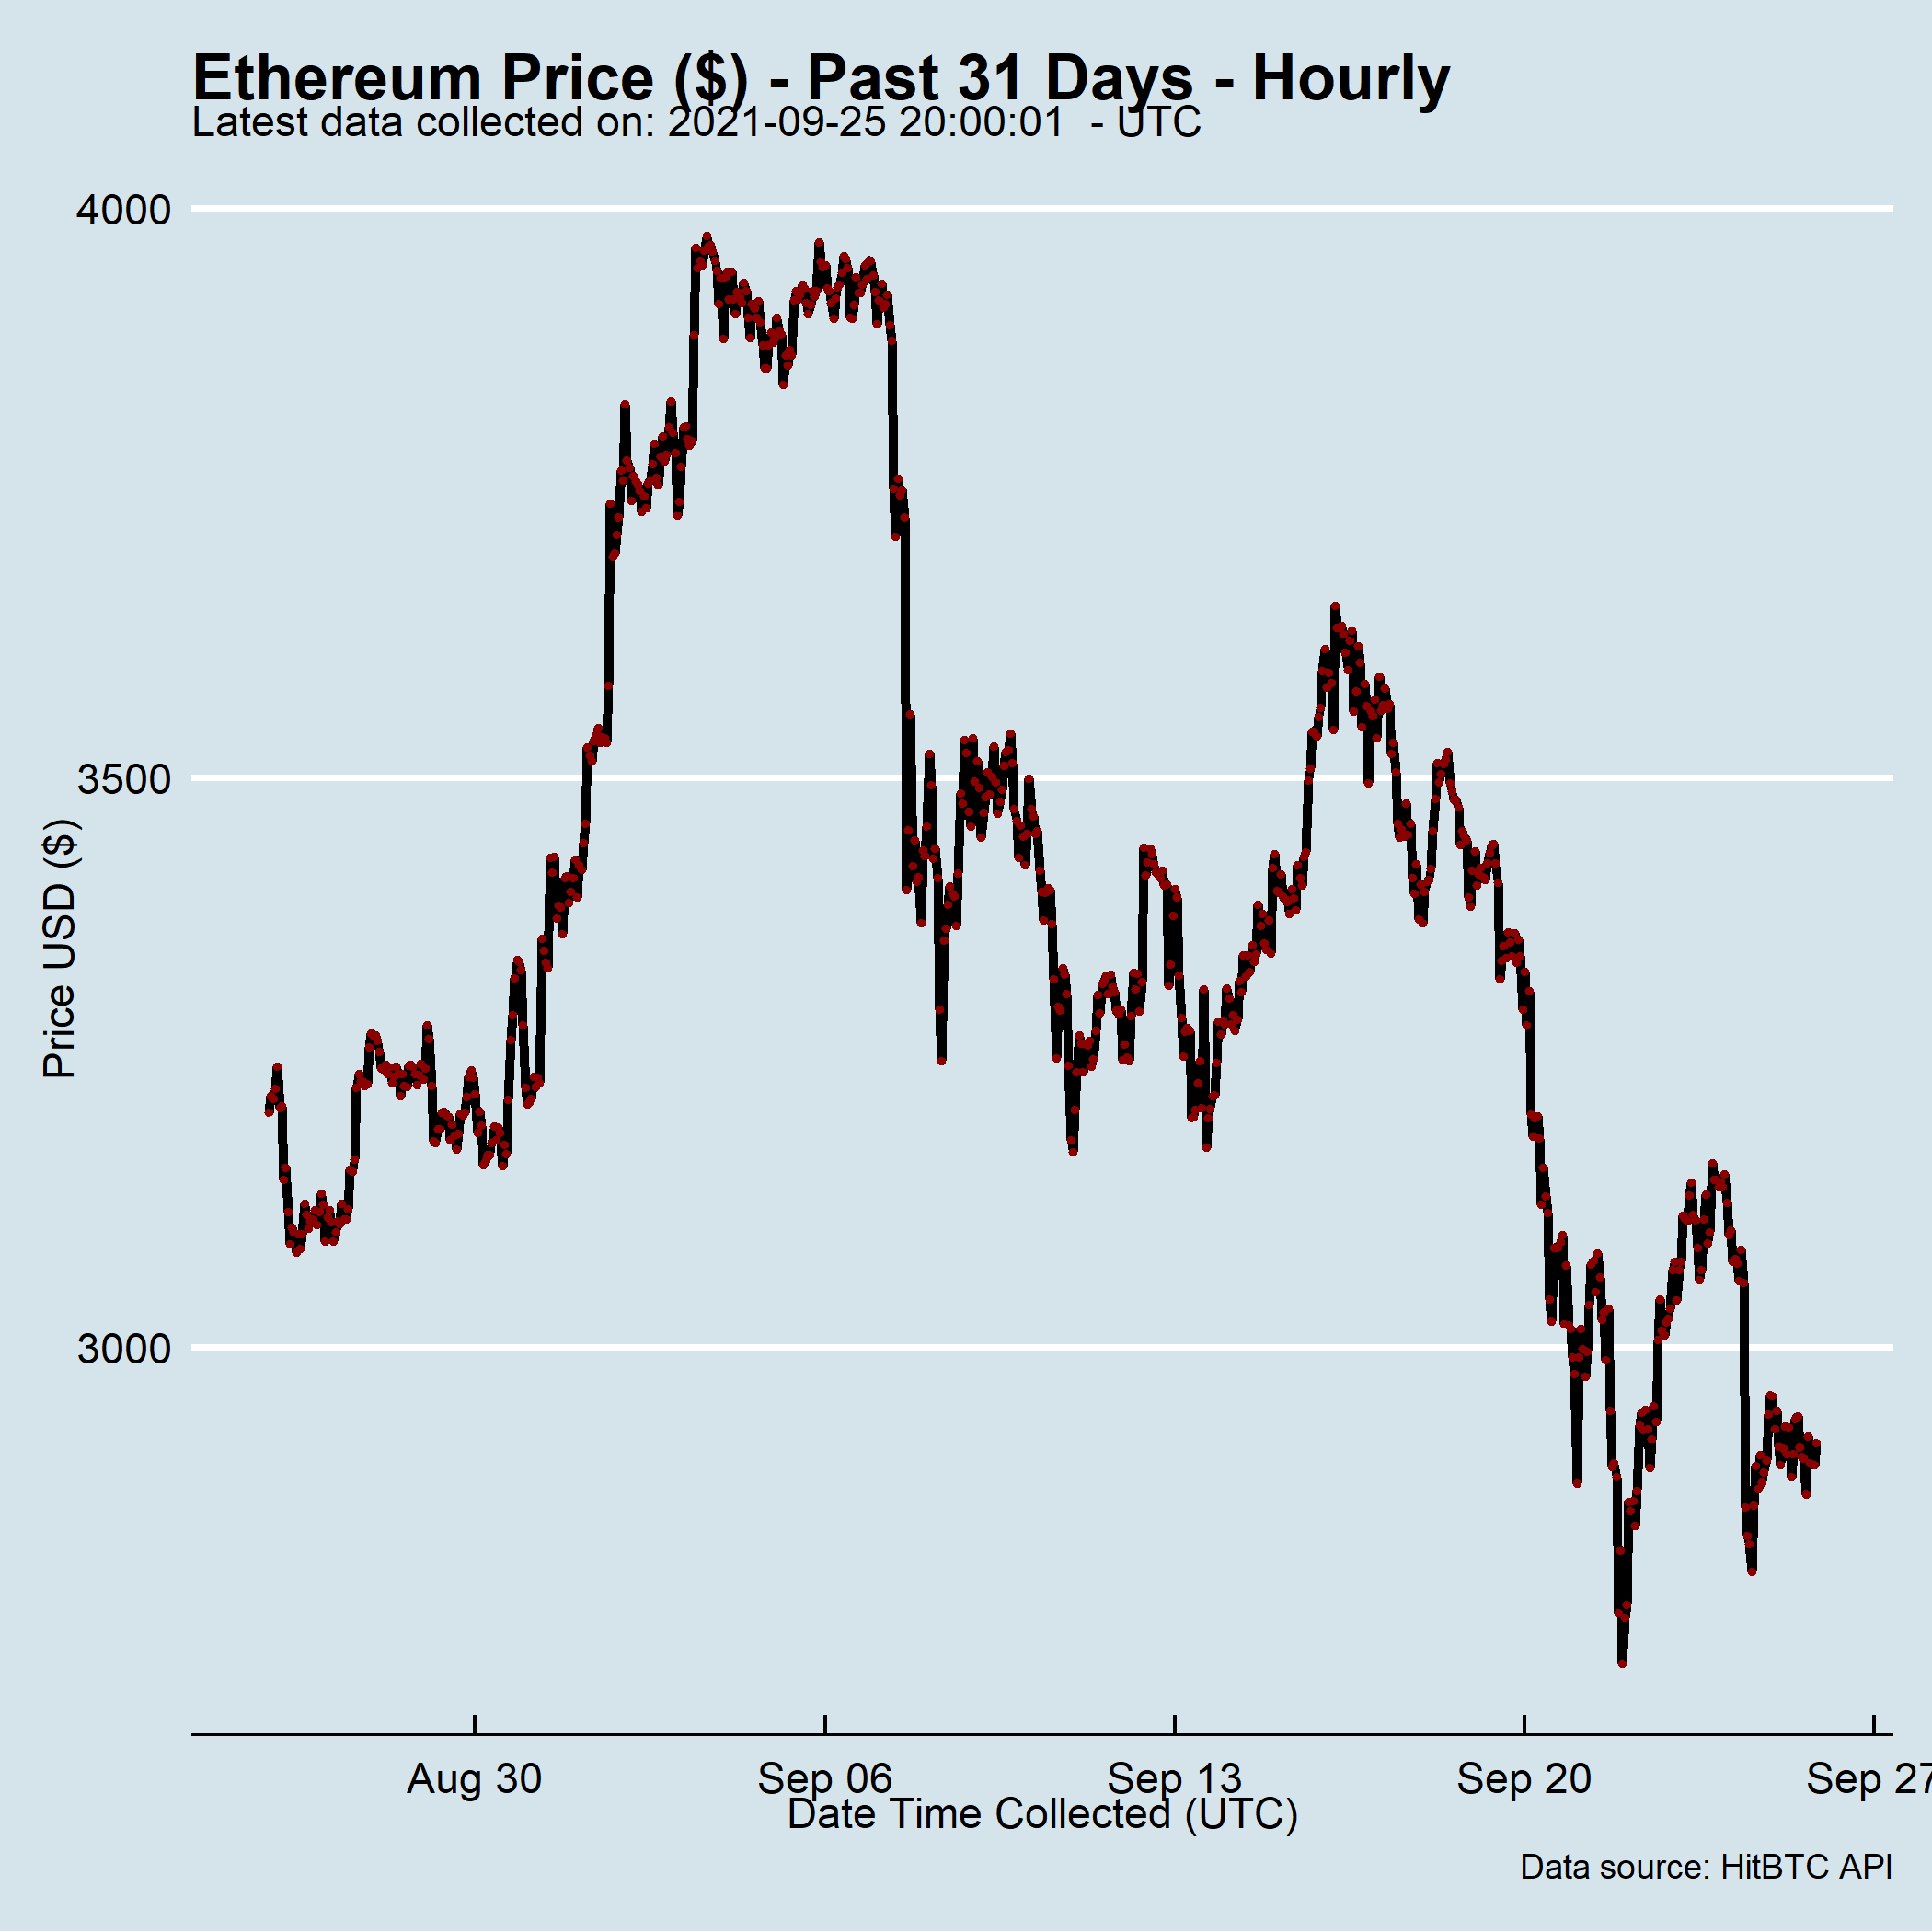 Ethereum Price ($) - Past 31 Days - Hourly
Latest data collected on: 2021-09-25 20:00:01  - UTC
4000
3500
3000
Price USD ($)
Aug 30
Sep 06
Sep 13
Sep 20
Sep 27
Date Time Collected (UTC)
Data source: HitBTC API